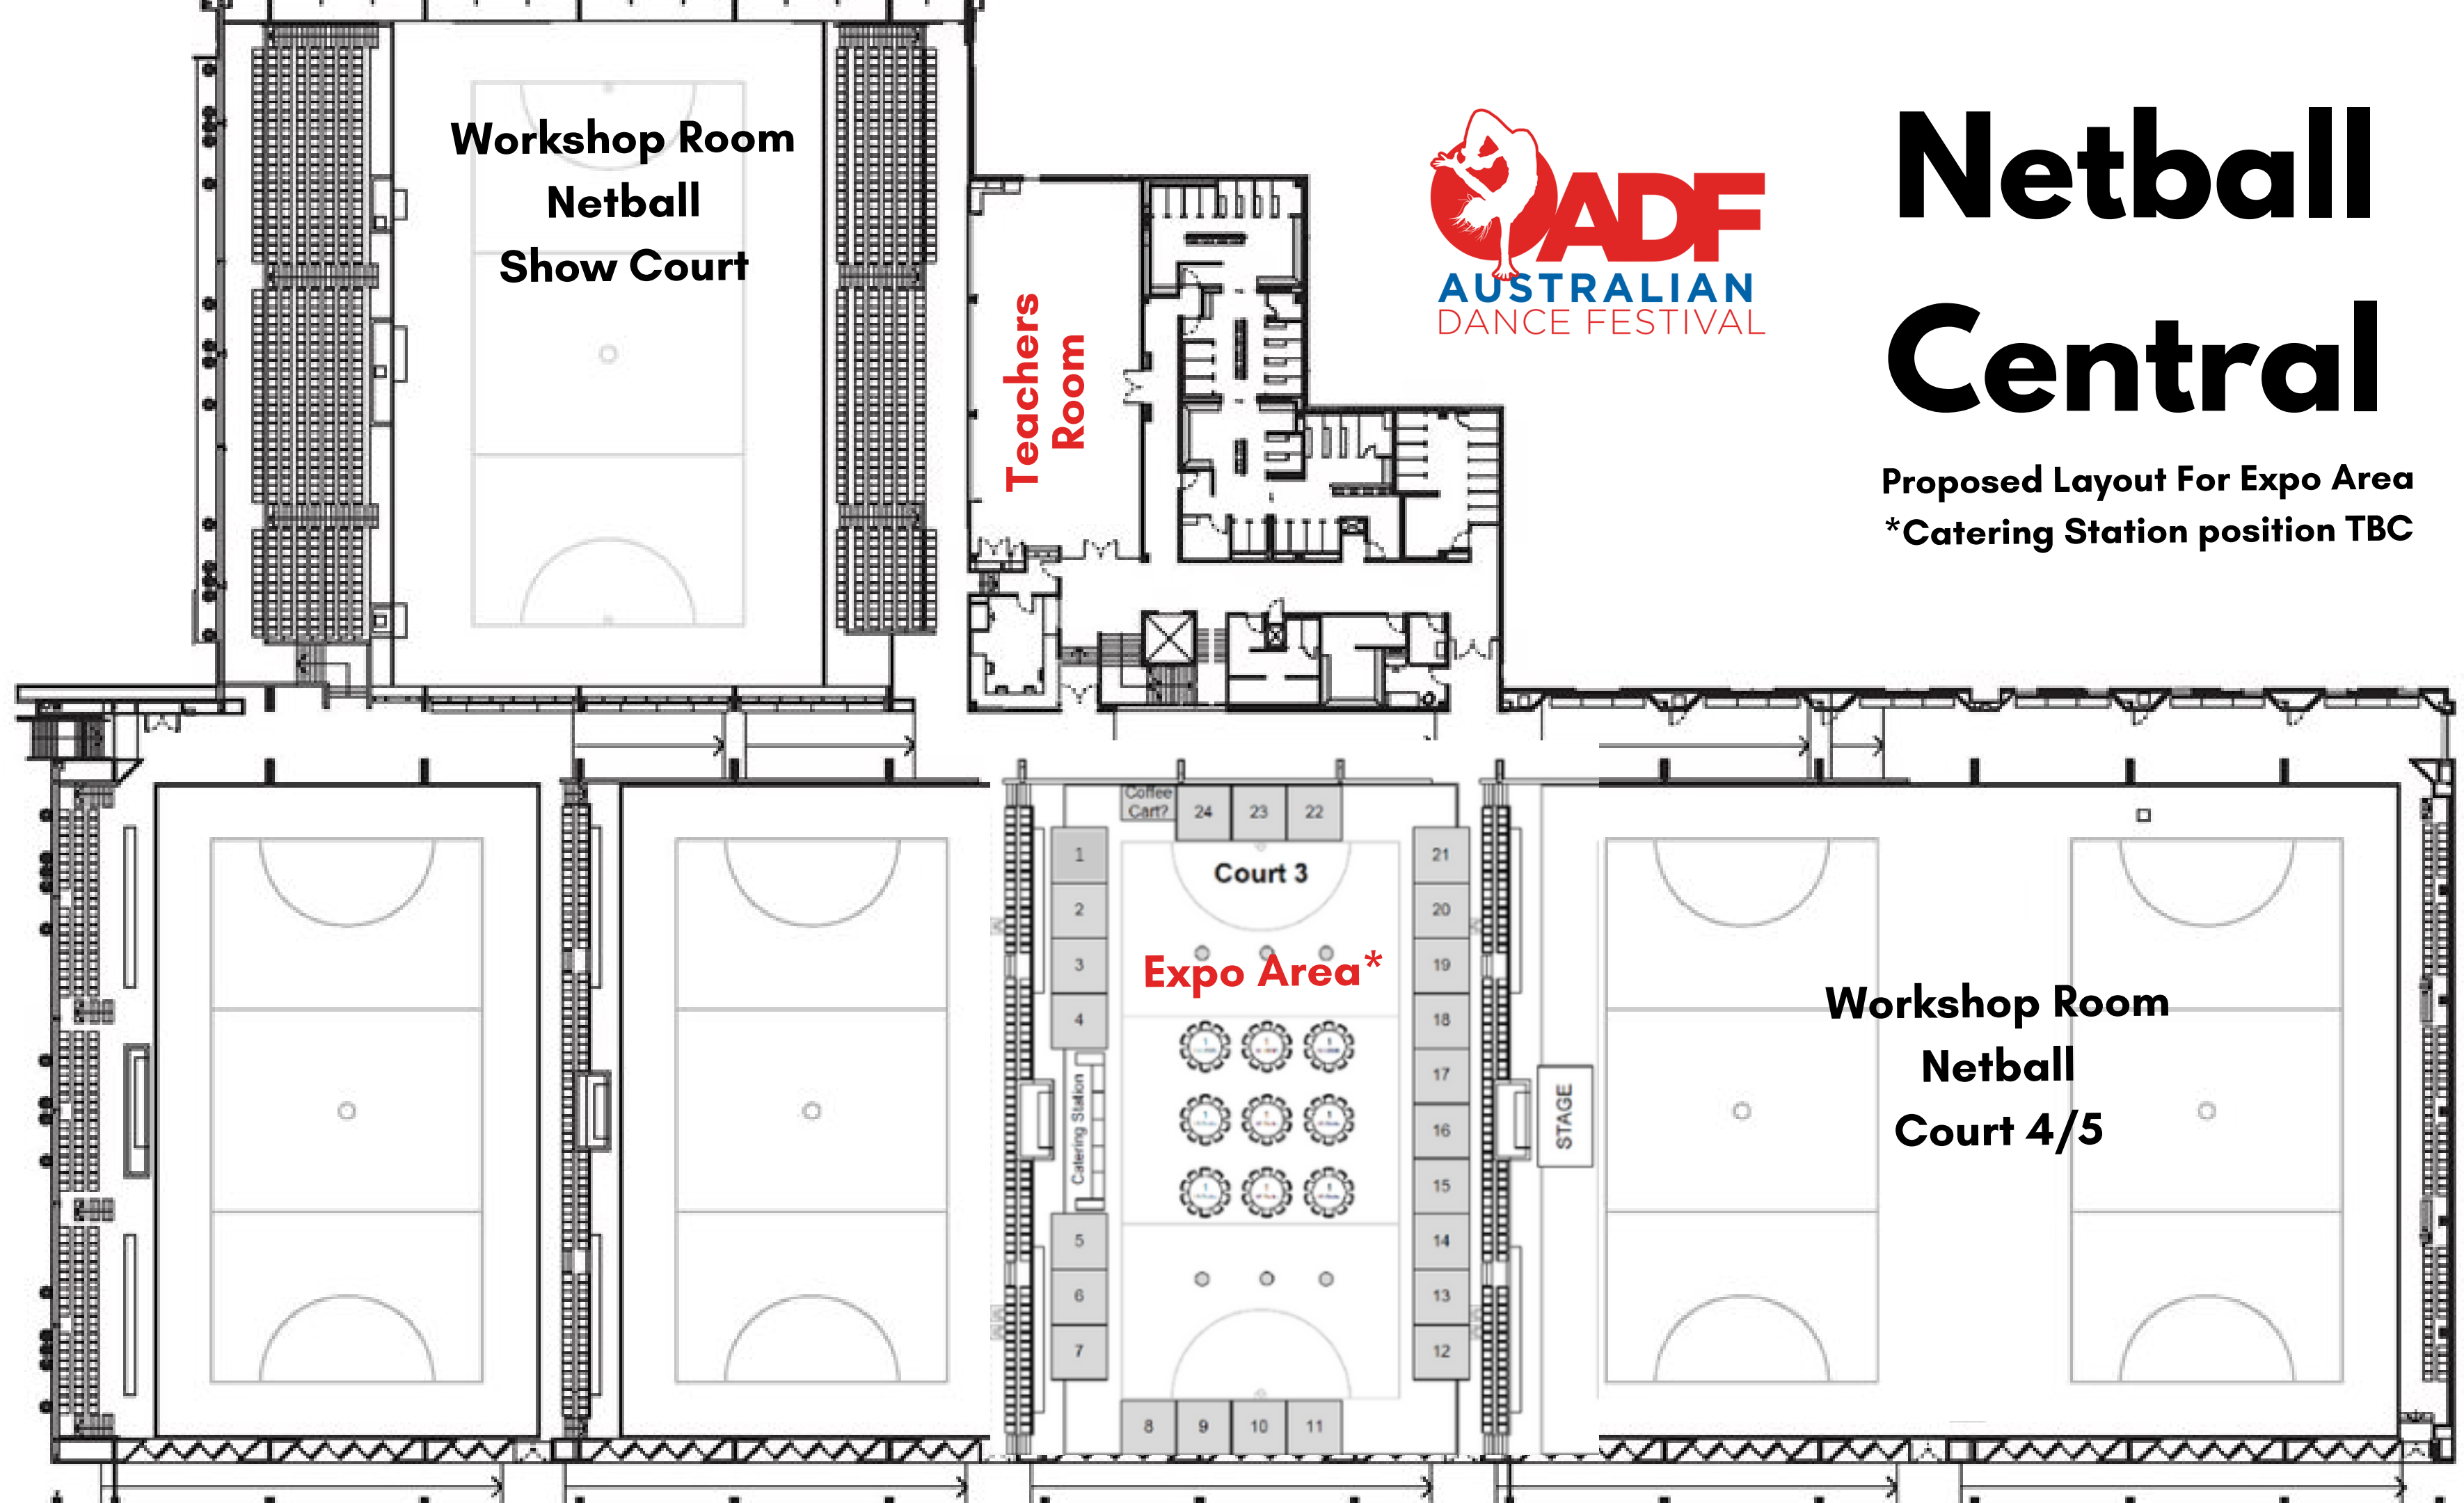 Netball
Central
Proposed Layout For Expo Area
*Catering Station position TBC
ADF
AUSTRALIAN
DANCE FESTIVAL
Workshop Room
Netball
Show Court
Teachers
Room
Coffee
Cart?
24
23
22
1
2
3
4
Catering Station
5
6
7
8
9
10
11
21
20
19
18
17
16
15
14
13
12
Court 3
Expo Area*
STAGE
Workshop Room
Netball
Court 4/5